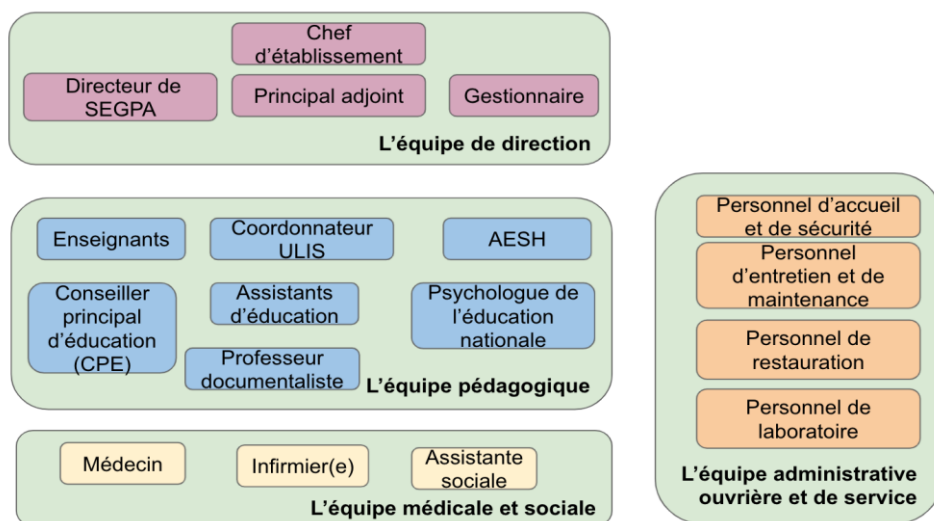 Chef
d'établissement
Directeur de
SEGPA
Principal adjoint
Gestionnaire
L'équipe de direction
Enseignants
Coordonnateur
ULIS
AESH
Conseiller
principal
d'éducation
(CPE)
Assistants
d'éducation
Psychologue de
l'éducation
nationale
Professeur
documentaliste
L'équipe pédagogique
Médecin
Infirmier(e)
Assistante
sociale
L'équipe médicale et sociale
Personnel d'accueil
et de sécurité
Personnel
d'entretien et de
maintenance
Personnel de
restauration
Personnel de
laboratoire
L'équipe administrative
ouvrière et de service